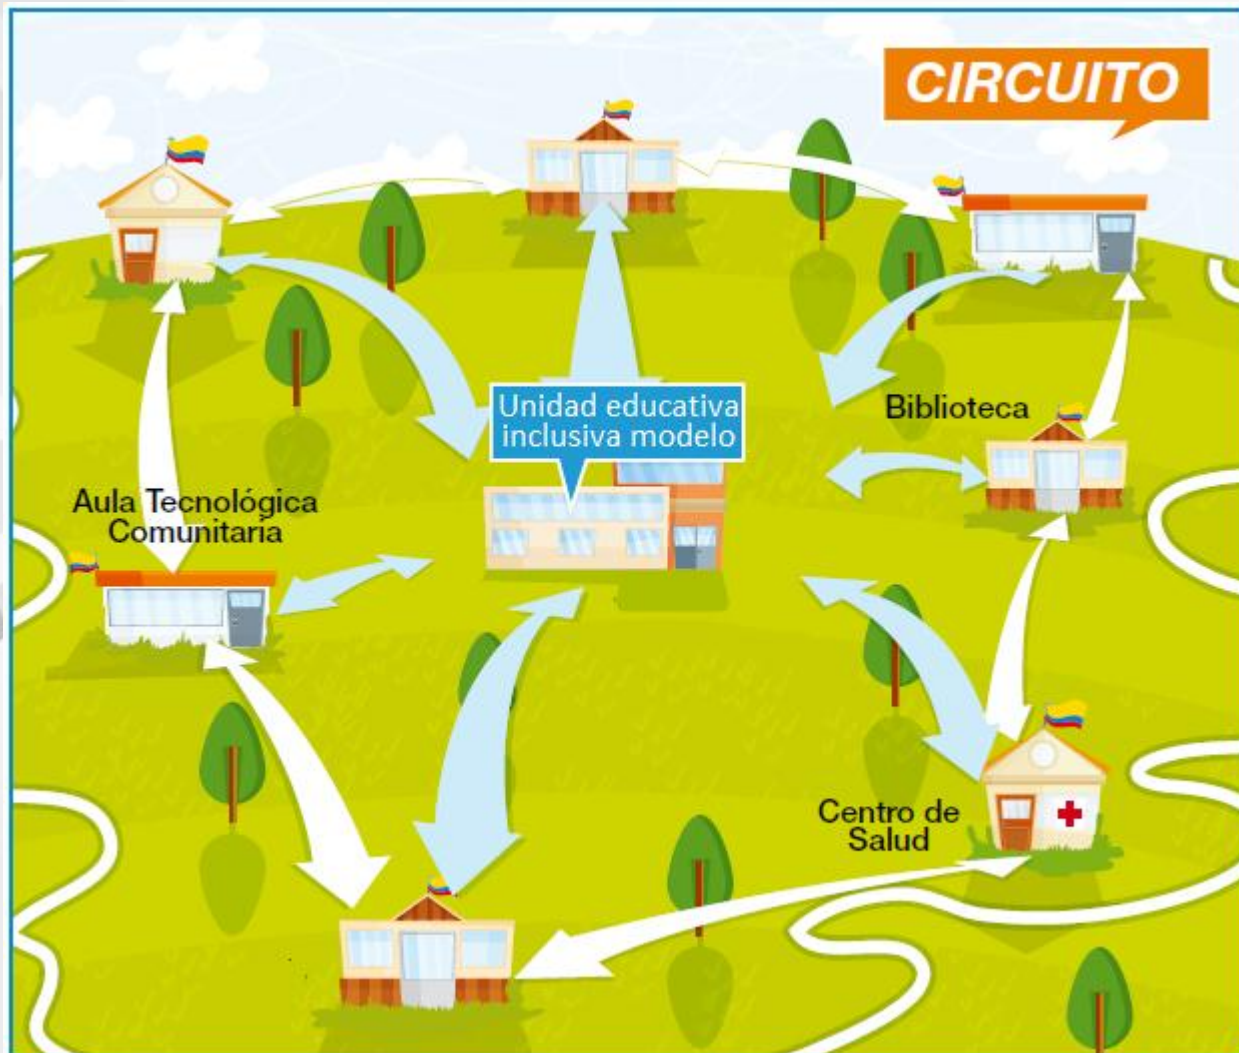 CIRCUITO
Unidad educativa
inclusiva modelo
Biblioteca
Aula Tecnológica
Comunitaria
Centro de
Salud